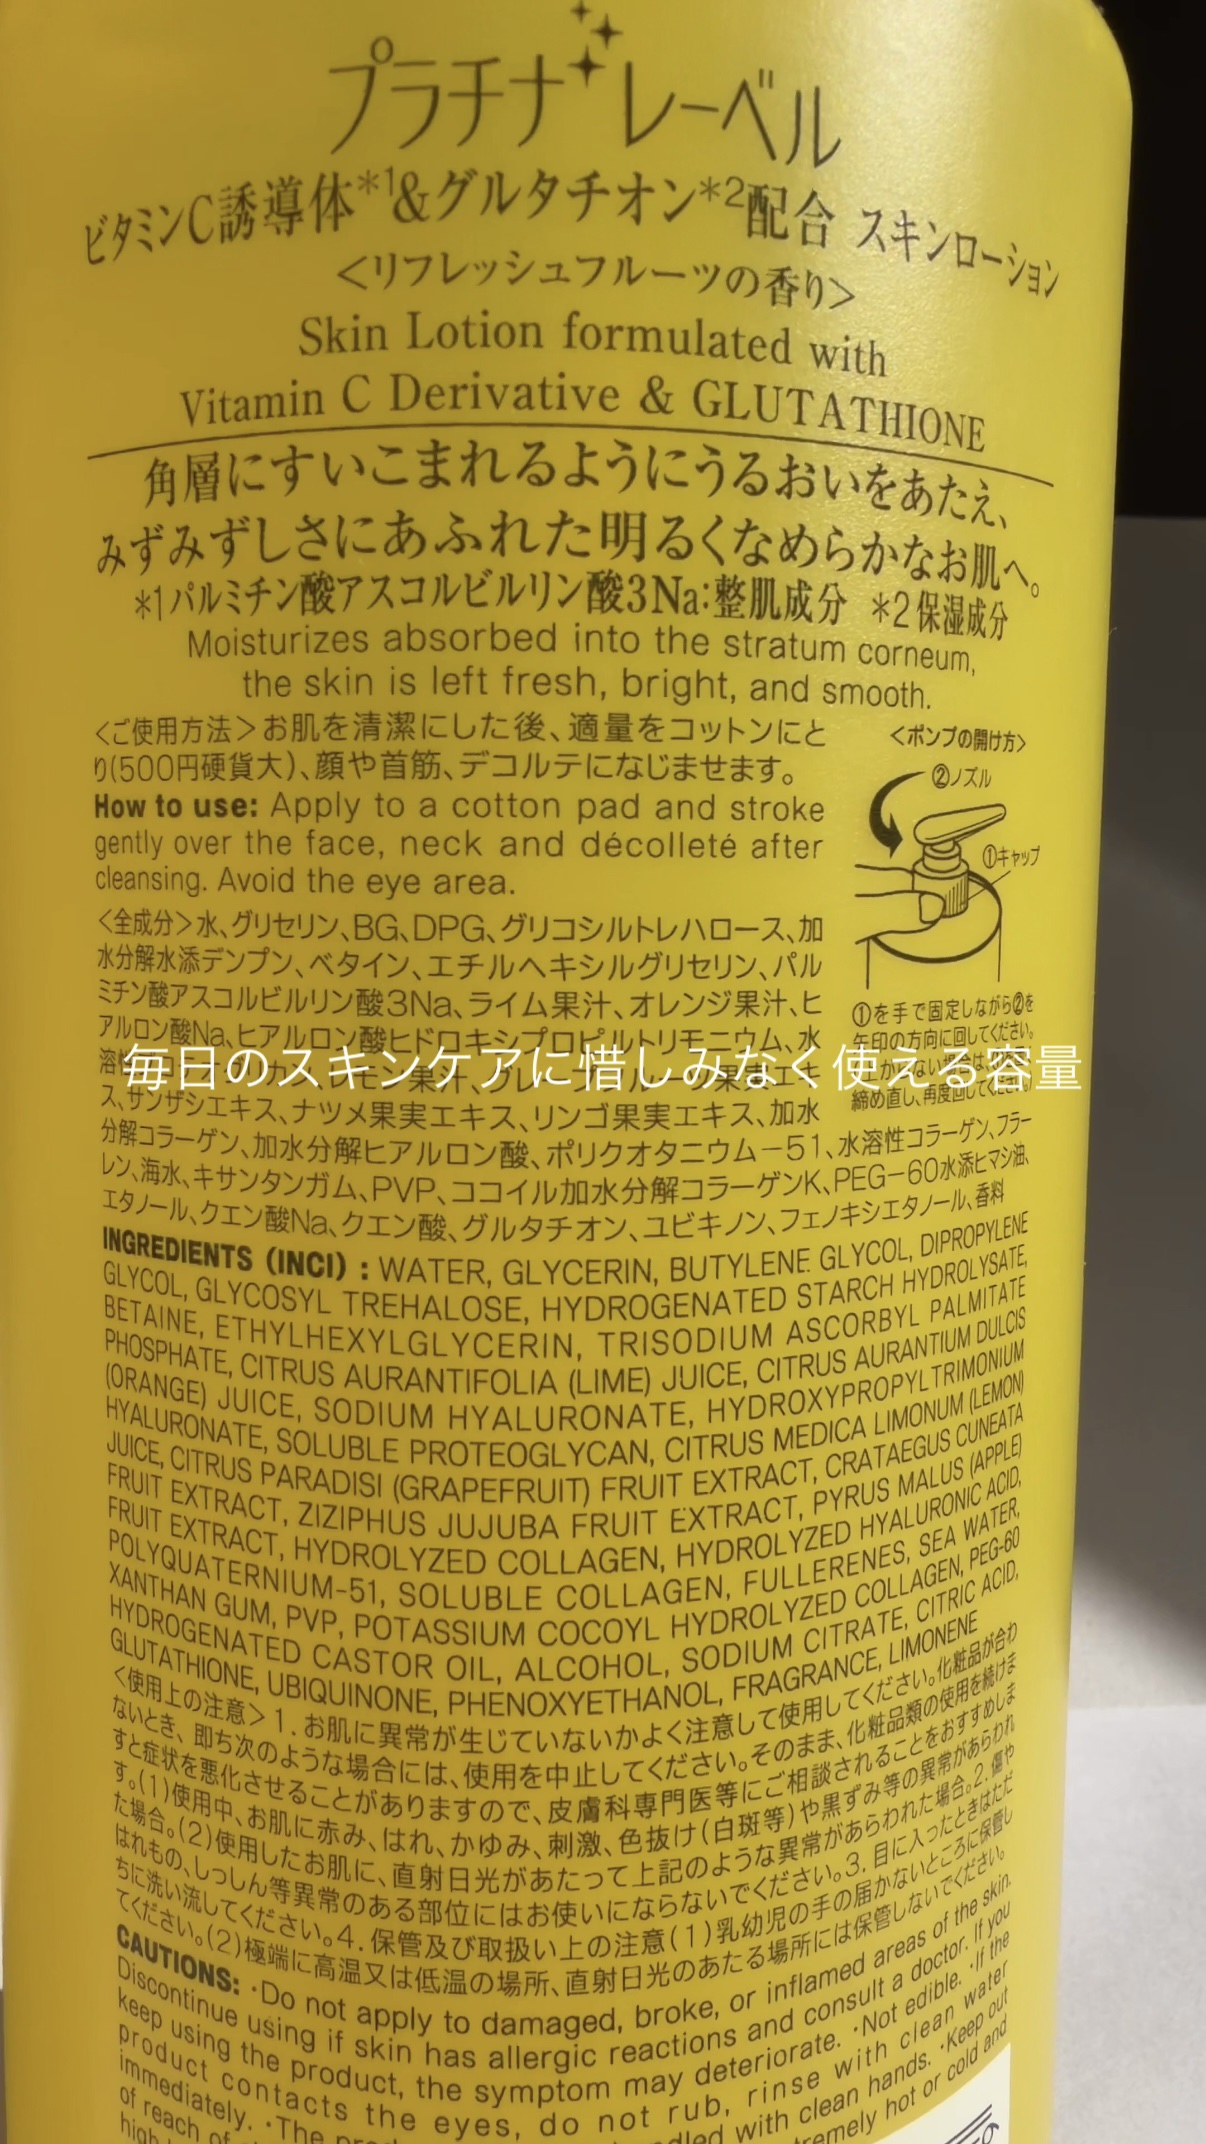 プラチナレーベル
ビタミンC誘導体*1&グルタチオン*2配合 スキンローション
<リフレッシュフルーツの香り>
Skin Lotion formulated with
Vitamin C Derivative & GLUTATHIONE
角層にすいこまれるようにうるおいをあたえ、
みずみずしさにあふれた明るくなめらかなお肌へ。
*1パルミチン酸アスコルビルリン酸3Na:整肌成分 *2保湿成分
Moisturizes absorbed into the stratum corneum,
the skin is left fresh, bright, and smooth.
<ご使用方法>お肌を清潔にした後、適量をコットンにと
り(500円硬貨大)、顔や首筋、デコルテになじませます。
How to use: Apply to a cotton pad and stroke
gently over the face, neck and décolleté after
cleansing. Avoid the eye area.
<ポンプの開け方>
②ノズル
①キャップ
①を手で固定しながら②を
矢印の方向に回してください。
締め直し、再度回してください。
<全成分>水、グリセリン、BG、DPG、グリコシルトレハロース、加
水分解水添デンプン、ベタイン、エチルヘキシルグリセリン、パル
ミチン酸アスコルビルリン酸3Na、ライム果汁、オレンジ果汁、ヒ
アルロン酸Na、ヒアルロン酸ヒドロキシプロピルトリモニウム、水
毎日のスキンケアに惜しみなく使える容量
ス、サンザシエキス、ナツメ果実エキス、リンゴ果実エキス、加水
分解コラーゲン、加水分解ヒアルロン酸、ポリクオタニウム-51、水溶性コラーゲン、フラー
レン、海水、キサンタンガム、PVP、ココイル加水分解コラーゲンK、PEG-60水添ヒマシ油、
エタノール、クエン酸Na、クエン酸、グルタチオン、ユビキノン、フェノキシエタノール、香料
INGREDIENTS (INCI) : WATER, GLYCERIN, BUTYLENE GLYCOL, DIPROPYLENE
GLYCOL, GLYCOSYL TREHALOSE, HYDROGENATED STARCH HYDROLYSATE,
BETAINE, ETHYLHEXYLGLYCERIN, TRISODIUM ASCORBYL PALMITATE
PHOSPHATE, CITRUS AURANTIFOLIA (LIME) JUICE, CITRUS AURANTIUM DULCIS
(ORANGE) JUICE, SODIUM HYALURONATE, HYDROXYPROPYLTRIMONIUM
HYALURONATE, SOLUBLE PROTEOGLYCAN, CITRUS MEDICA LIMONUM (LEMON)
JUICE, CITRUS PARADISI (GRAPEFRUIT) FRUIT EXTRACT, CRATAEGUS CUNEATA
FRUIT EXTRACT, ZIZIPHUS JUJUBA FRUIT EXTRACT, PYRUS MALUS (APPLE)
FRUIT EXTRACT, HYDROLYZED COLLAGEN, HYDROLYZED HYALURONIC ACID,
POLYQUATERNIUM-51, SOLUBLE COLLAGEN, FULLERENES, SEA WATER,
XANTHAN GUM, PVP, POTASSIUM COCOYL HYDROLYZED COLLAGEN, PEG-60
HYDROGENATED CASTOR OIL, ALCOHOL, SODIUM CITRATE, CITRIC ACID,
GLUTATHIONE, UBIQUINONE, PHENOXYETHANOL, FRAGRANCE, LIMONENE
<使用上の注意>1. お肌に異常が生じていないかよく注意して使用してください。化粧品が合わ
ないとき、即ち次のような場合には、使用を中止してください。そのまま、化粧品類の使用を続けま
すと症状を悪化させることがありますので、皮膚科専門医等にご相談されることをおすすめしま
す。(1)使用中、お肌に赤み、はれ、かゆみ、刺激、色抜け(白斑等)や黒ずみ等の異常があらわれ
た場合。(2)使用したお肌に、直射日光があたって上記のような異常があらわれた場合。2. 傷や
はれもの、しっしん等異常のある部位にはお使いにならないでください。3. 目に入ったときはただ
ちに洗い流してください。4. 保管及び取扱い上の注意(1)乳幼児の手の届かないところに保管し
てください。(2)極端に高温又は低温の場所、直射日光のあたる場所には保管しないでください。
CAUTIONS: ·Do not apply to damaged, broke, or inflamed areas of the skin.
Discontinue using if skin has allergic reactions and consult a doctor. If you
keep using the product, the symptom may deteriorate. ·Not edible. ·If the
product contacts the eyes, do not rub, rinse with clean water
immediately. ·The with clean hands. ·Keep out
of reach of hot or cold and